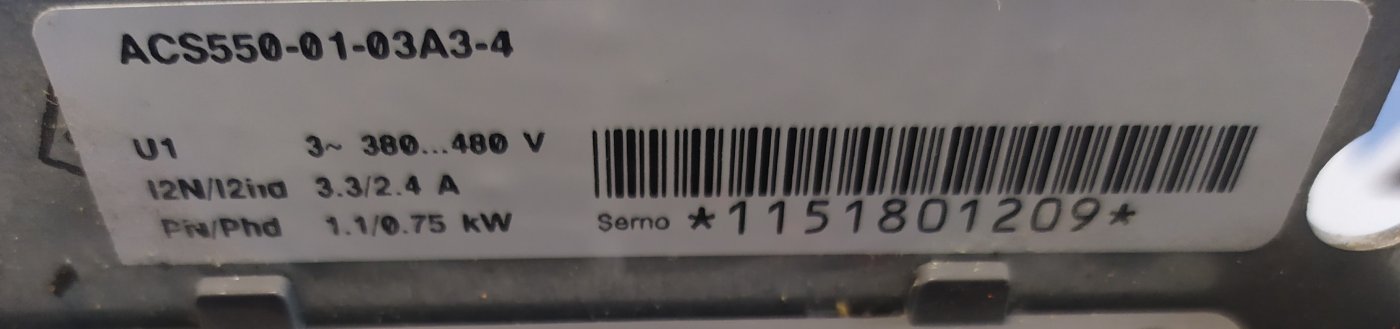 ACS550-01-03A3-4
U1 3~ 380...480 V
I2N/I2hd 3.3/2.4 A
PN/Phd 1.1/0.75 kW
Serno *1151801209*